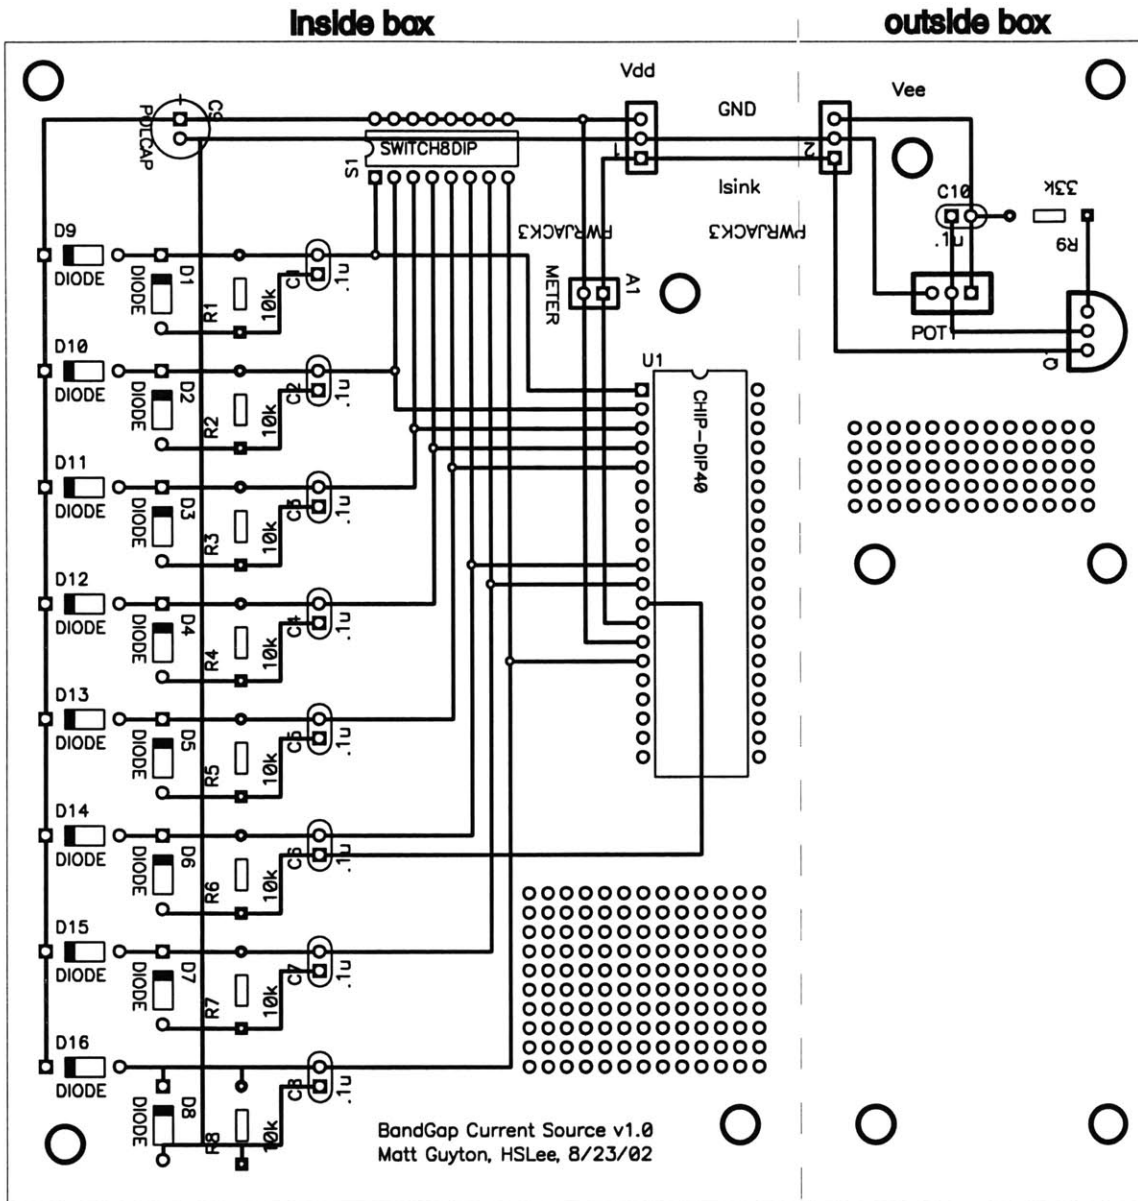 inside box
outside box
Vdd
Vee
GND
C9
POLCAP
+
SWITCH8DIP
S1
1
2
Isink
PWRJACK3
PWRJACK3
C10
.1u
33k
R9
POT1
Q
METER
A1
U1
CHIP-DIP40
D9
DIODE
D1
DIODE
R1
10k
C1
.1u
D10
DIODE
D2
DIODE
R2
10k
C2
.1u
D11
DIODE
D3
DIODE
R3
10k
C3
.1u
D12
DIODE
D4
DIODE
R4
10k
C4
.1u
D13
DIODE
D5
DIODE
R5
10k
C5
.1u
D14
DIODE
D6
DIODE
R6
10k
C6
.1u
D15
DIODE
D7
DIODE
R7
10k
C7
.1u
D16
DIODE
D8
DIODE
R8
10k
C8
.1u
BandGap Current Source v1.0
Matt Guyton, HSLee, 8/23/02